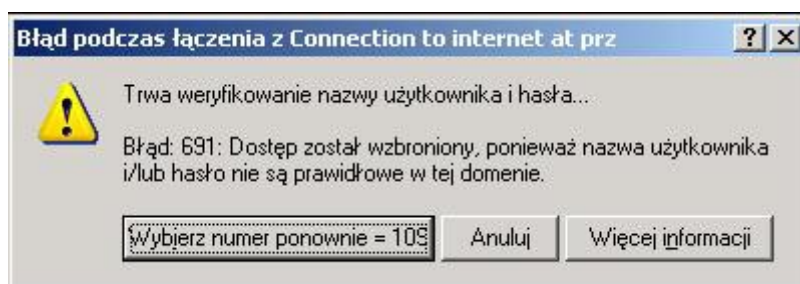 Błąd podczas łączenia z Connection to internet at prz
Trwa weryfikowanie nazwy użytkownika i hasła...
Błąd: 691: Dostęp został wzbroniony, ponieważ nazwa użytkownika
i/lub hasło nie są prawidłowe w tej domenie.
Wybierz numer ponownie = 109 Anuluj Więcej informacji